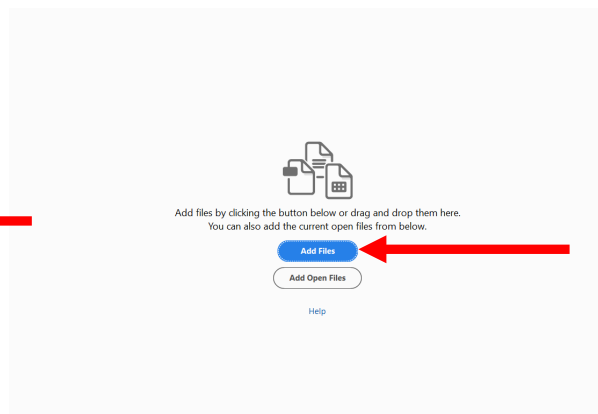 Add files by clicking the button below or drag and drop them here.
You can also add the current open files from below.
Add Files
Add Open Files
Help